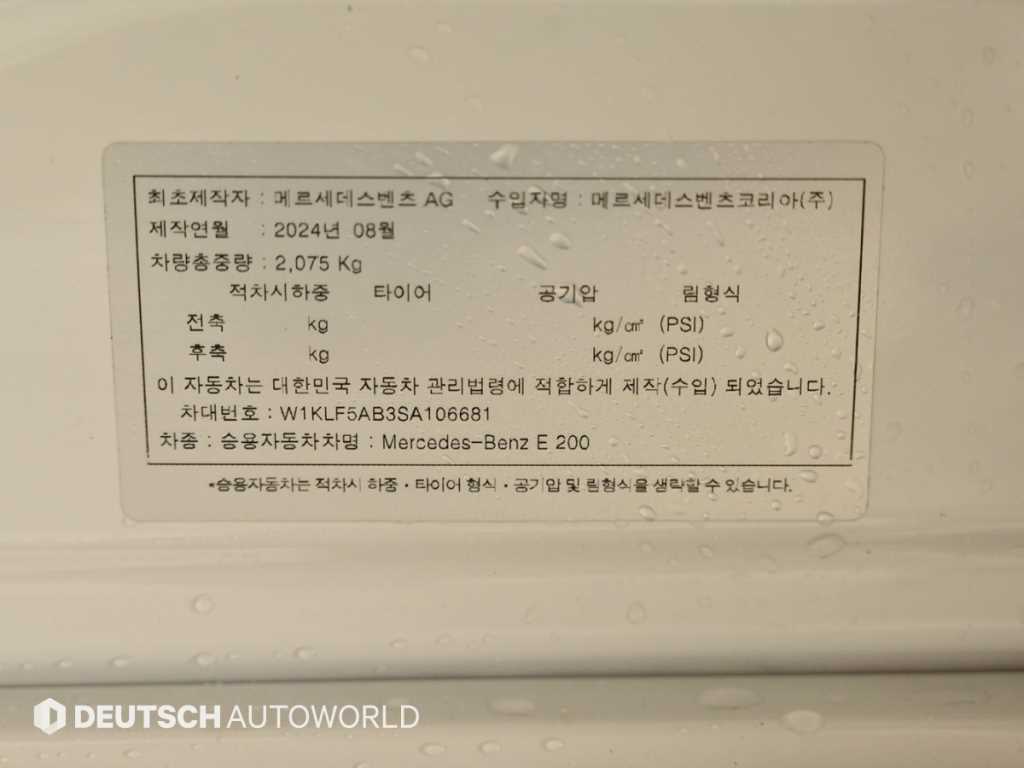 최초제작자 : 메르세데스벤츠 AG 수입자명 : 메르세데스벤츠코리아(주)
제작연월 : 2024년 08월
차량총중량 : 2,075 Kg
적차시하중 타이어 공기압 림형식
전축 kg kg/㎠ (PSI)
후축 kg kg/㎠ (PSI)
이 자동차는 대한민국 자동차 관리법령에 적합하게 제작(수입) 되었습니다.
차대번호 : W1KLF5AB3SA106681
차종 : 승용자동차차명 : Mercedes-Benz E 200
*승용자동차는 적차시 하중·타이어 형식·공기압 및 림형식을 생략할 수 있습니다.
DEUTSCH AUTOWORLD